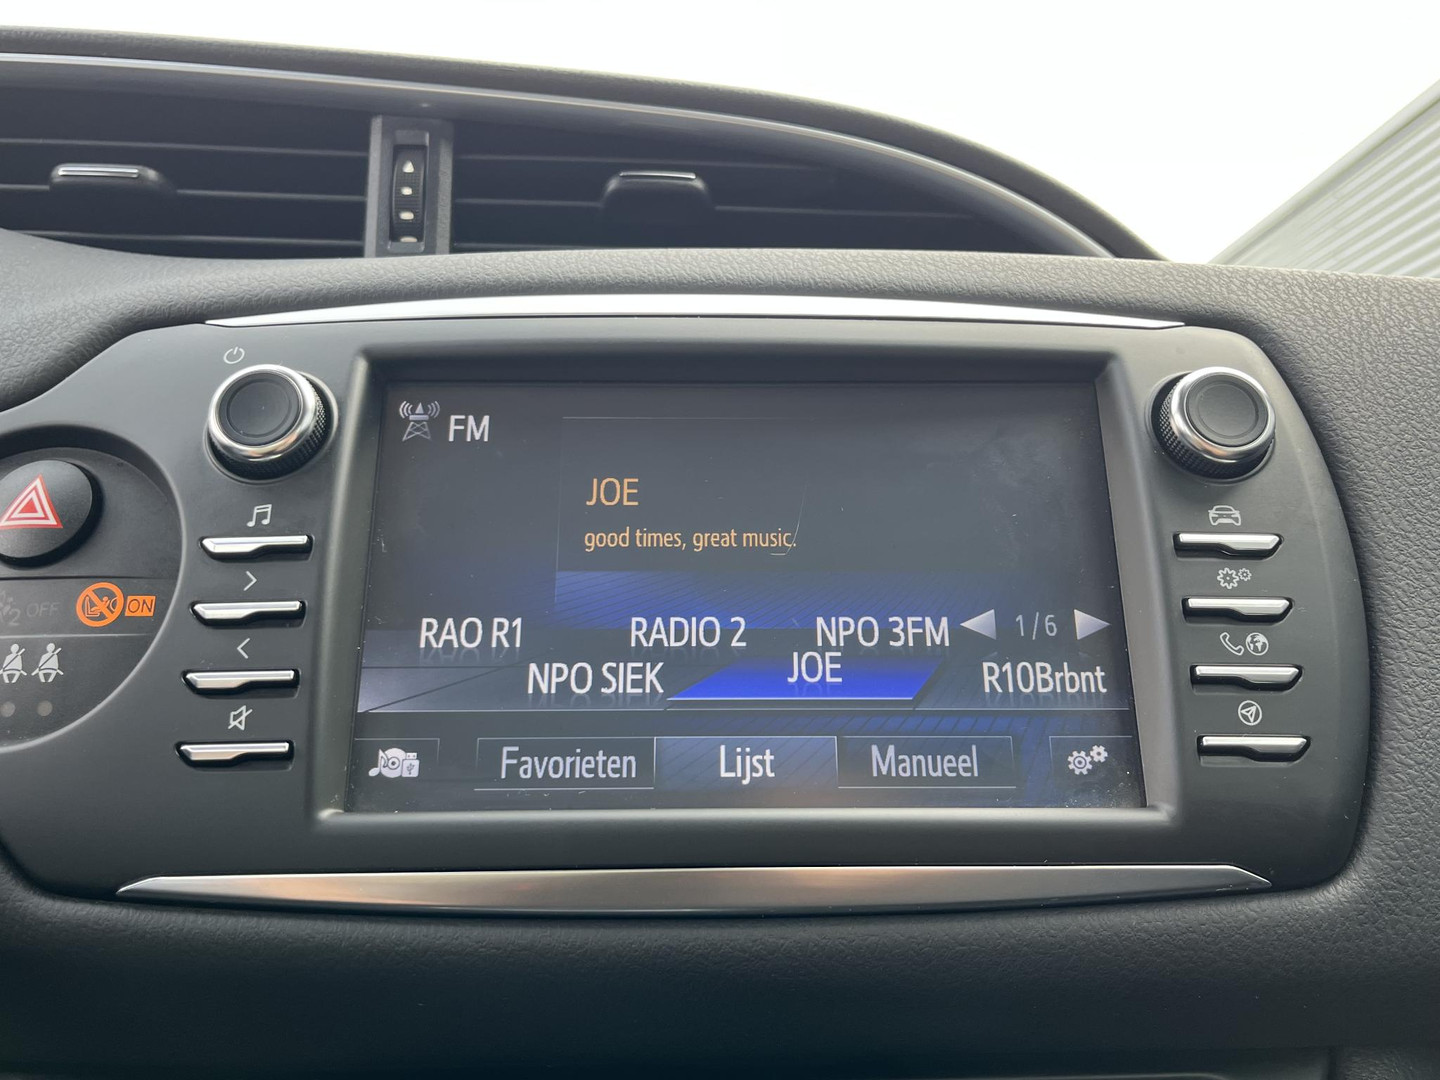 FM
JOE
good times, great music.
RAO R1 RADIO 2 NPO 3FM 1/6
NPO SIEK JOE R10Brbnt
Favorieten Lijst Manueel
2 OFF ON